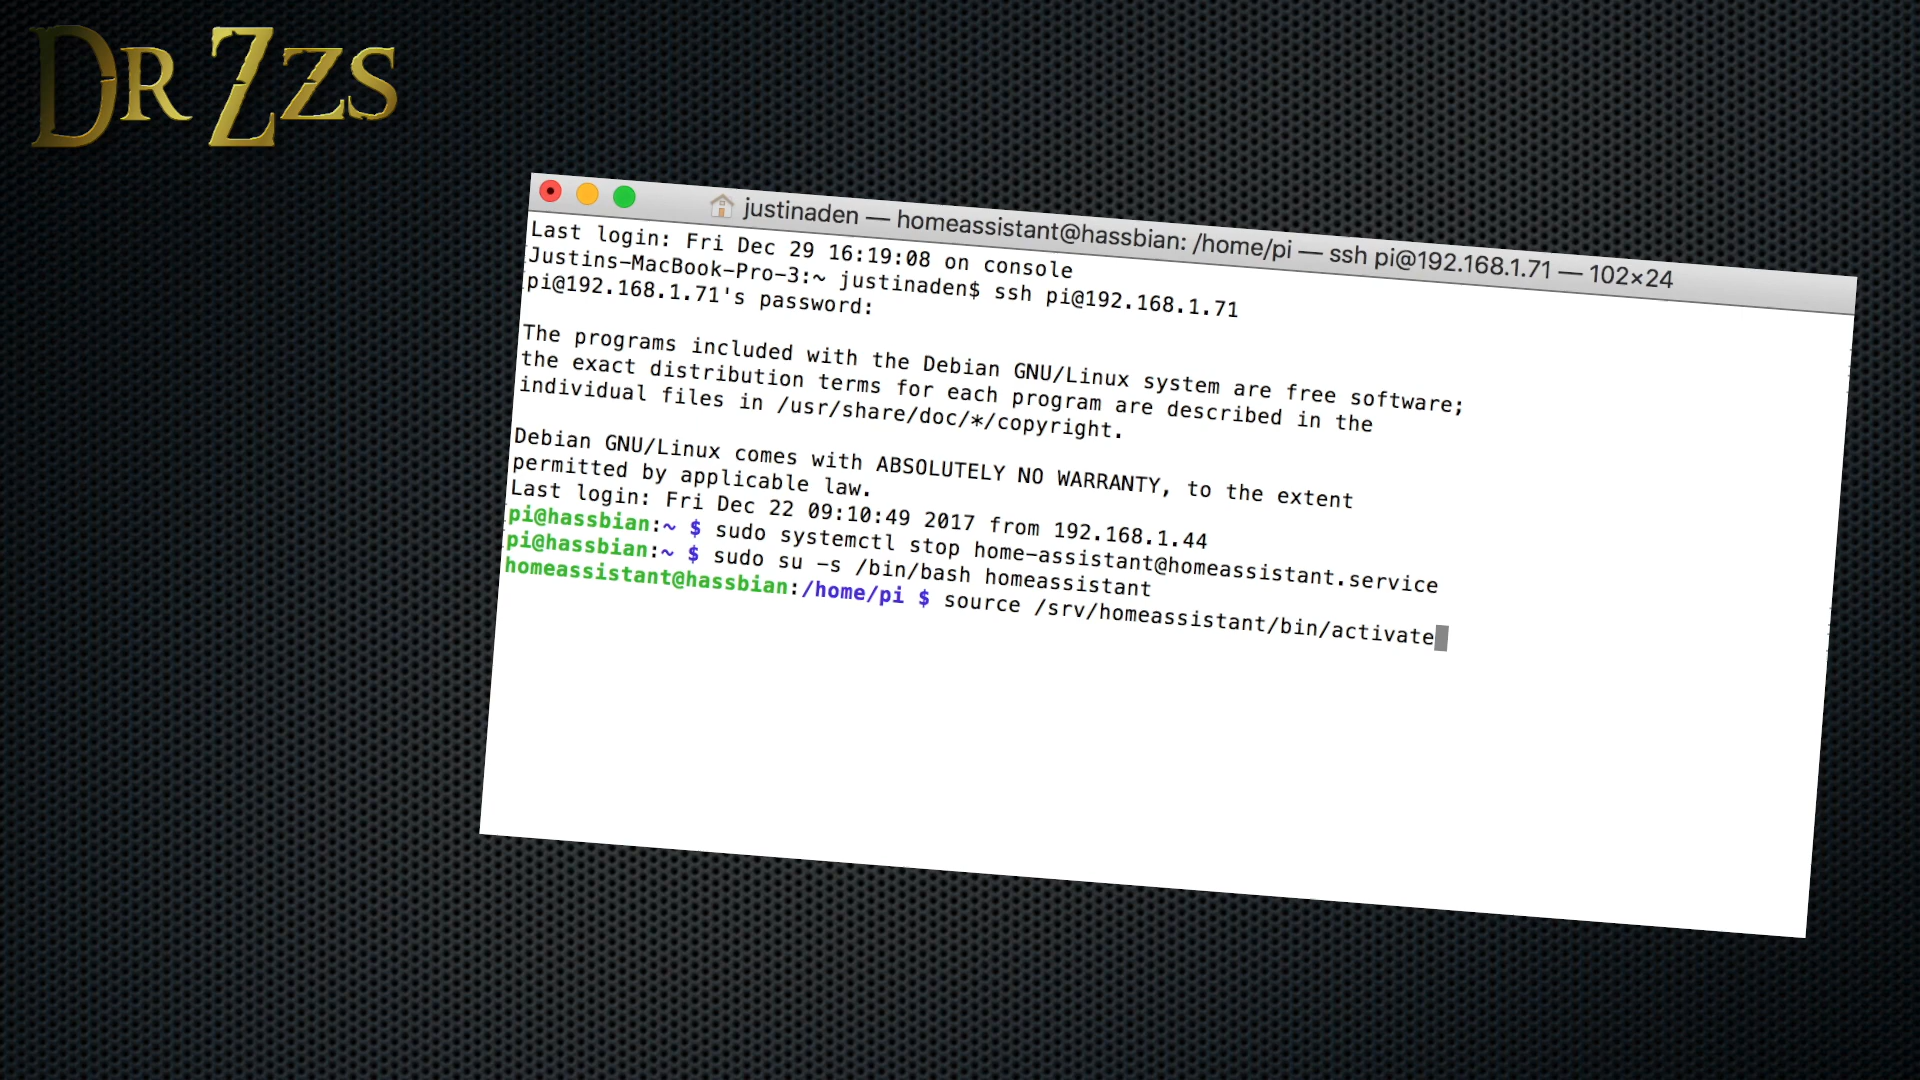 DR ZZS
justinaden — homeassistant@hassbian: /home/pi — ssh pi@192.168.1.71 — 102×24
Last login: Fri Dec 29 16:19:08 on console
Justins-MacBook-Pro-3:~ justinaden$ ssh pi@192.168.1.71
pi@192.168.1.71's password:
The programs included with the Debian GNU/Linux system are free software;
the exact distribution terms for each program are described in the
individual files in /usr/share/doc/*/copyright.
Debian GNU/Linux comes with ABSOLUTELY NO WARRANTY, to the extent
permitted by applicable law.
Last login: Fri Dec 22 09:10:49 2017 from 192.168.1.44
pi@hassbian:~ $ sudo systemctl stop home-assistant@homeassistant.service
pi@hassbian:~ $ sudo su -s /bin/bash homeassistant
homeassistant@hassbian:/home/pi $ source /srv/homeassistant/bin/activate